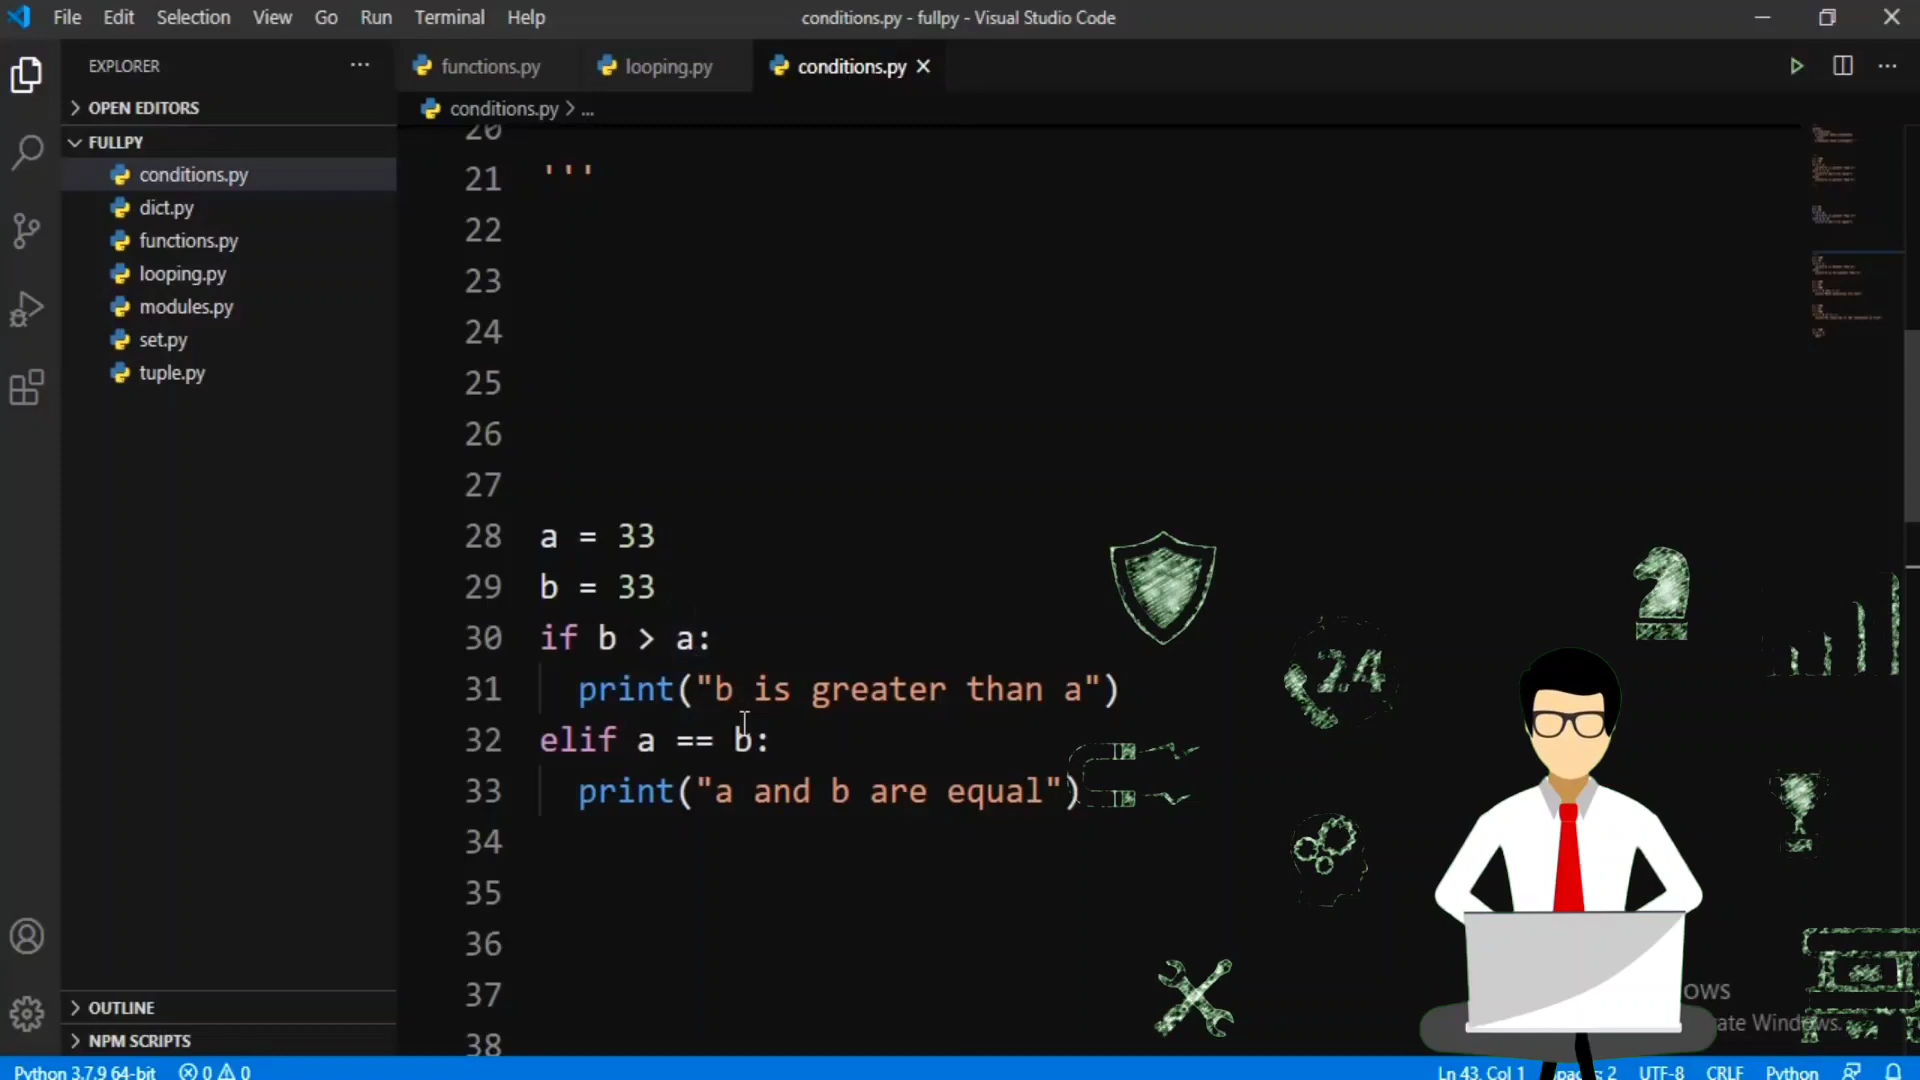 File Edit Selection View Go Run Terminal Help
conditions.py - fullpy - Visual Studio Code
EXPLORER
functions.py
looping.py
conditions.py
OPEN EDITORS
conditions.py > ...
FULLPY
conditions.py
dict.py
functions.py
looping.py
modules.py
set.py
tuple.py
20
21 '''
22
23
24
25
26
27
28 a = 33
29 b = 33
30 if b > a:
31 print("b is greater than a")
32 elif a == b:
33 print("a and b are equal")
34
35
36
37
38
24
OUTLINE
NPM SCRIPTS
Python 3.7.9 64-bit 0 0
Ln 43, Col 1 2 UTF-8 CRLF Python